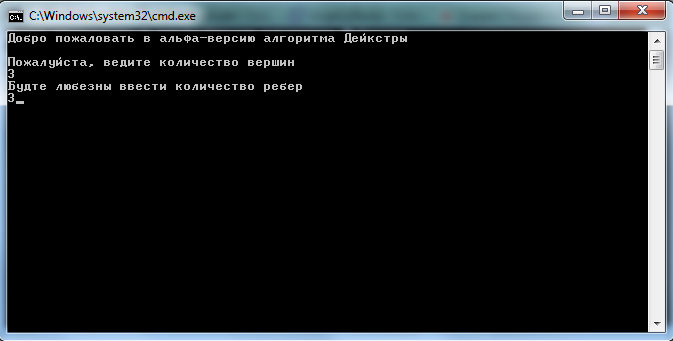 C:\Windows\system32\cmd.exe
Добро пожаловать в альфа-версию алгоритма Дейкстры
Пожалуйста, ведите количество вершин
3
Будте любезны ввести количество ребер
3_